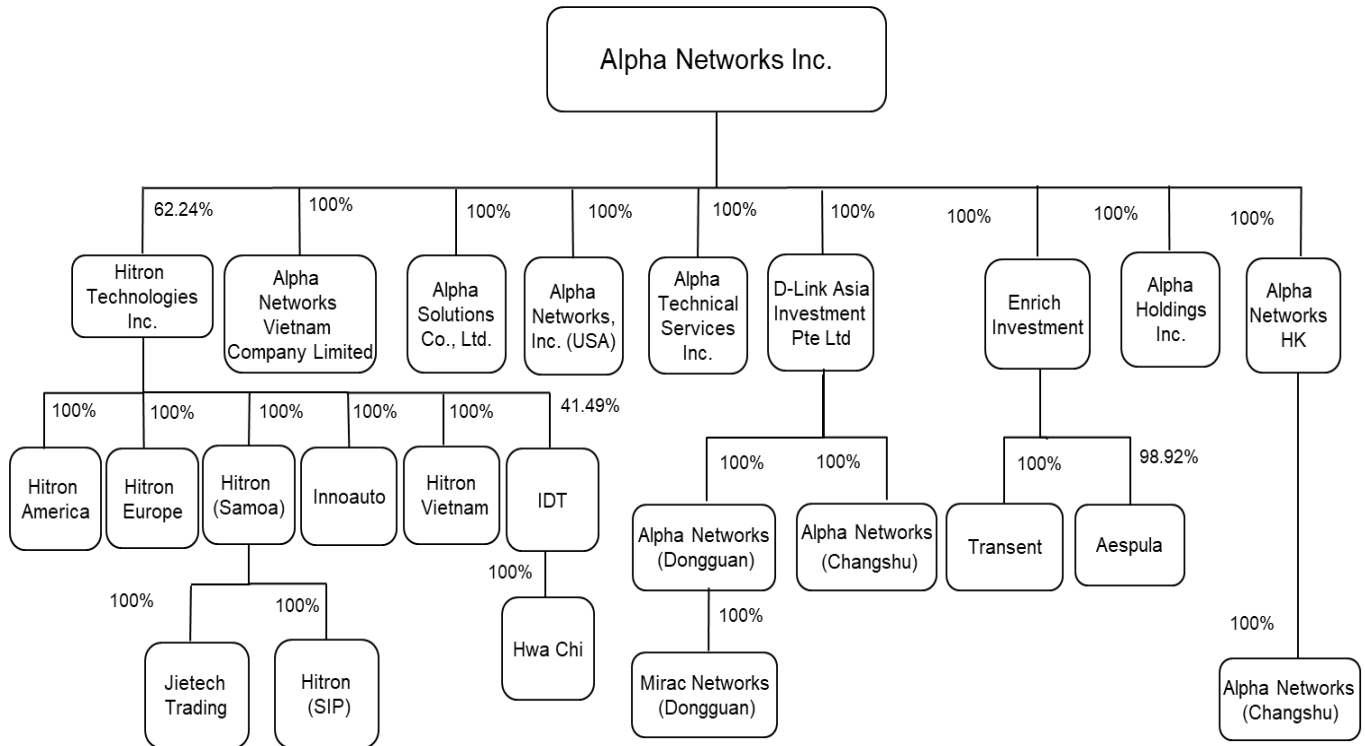 Alpha Networks Inc.
62.24%
100%
100%
100%
100%
100%
100%
100%
100%
Hitron
Technologies
Inc.
Alpha
Networks
Vietnam
Company Limited
Alpha
Solutions
Co., Ltd.
Alpha
Networks,
Inc. (USA)
Alpha
Technical
Services
Inc.
D-Link Asia
Investment
Pte Ltd
Enrich
Investment
Alpha
Holdings
Inc.
Alpha
Networks
HK
100%
100%
100%
100%
100%
41.49%
Hitron
America
Hitron
Europe
Hitron
(Samoa)
Innoauto
Hitron
Vietnam
IDT
100%
100%
100%
98.92%
Alpha Networks
(Dongguan)
Alpha Networks
(Changshu)
Transent
Aespula
100%
100%
100%
100%
100%
Jietech
Trading
Hitron
(SIP)
Hwa Chi
Mirac Networks
(Dongguan)
Alpha Networks
(Changshu)